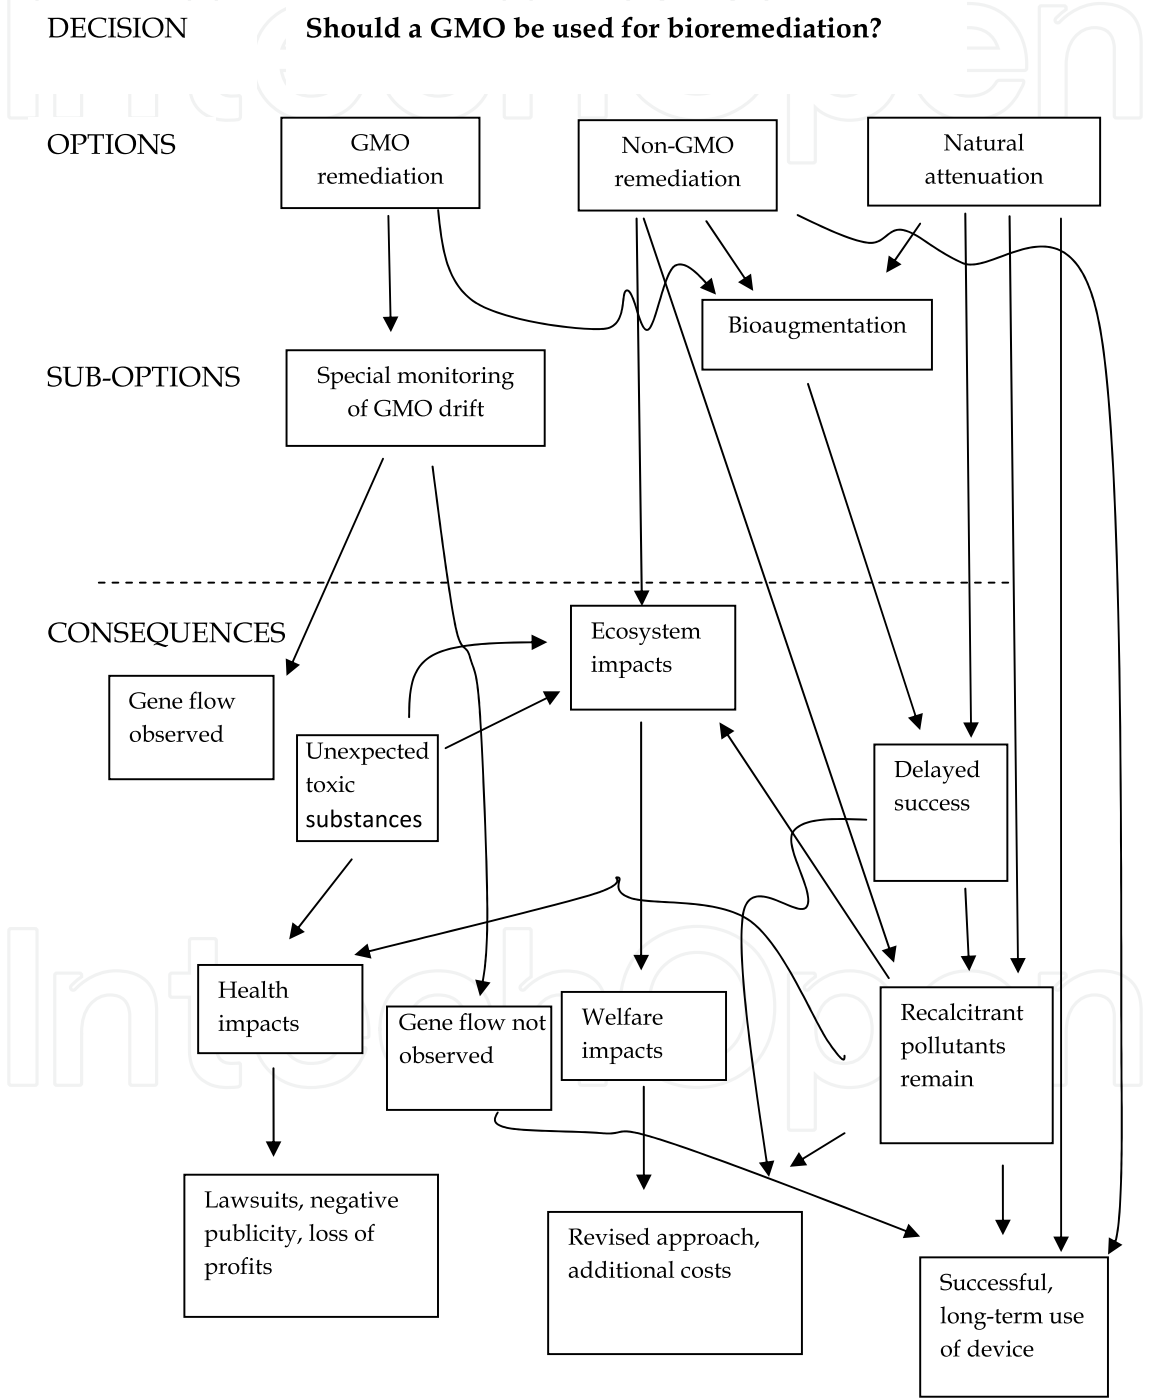 DECISION
Should a GMO be used for bioremediation?
OPTIONS
GMO
remediation
Non-GMO
remediation
Natural
attenuation
Bioaugmentation
SUB-OPTIONS
Special monitoring
of GMO drift
CONSEQUENCES
Ecosystem
impacts
Gene flow
observed
Unexpected
toxic
substances
Delayed
success
Health
impacts
Gene flow not
observed
Welfare
impacts
Recalcitrant
pollutants
remain
Lawsuits, negative
publicity, loss of
profits
Revised approach,
additional costs
Successful,
long-term use
of device
IntechOpen
IntechOpen